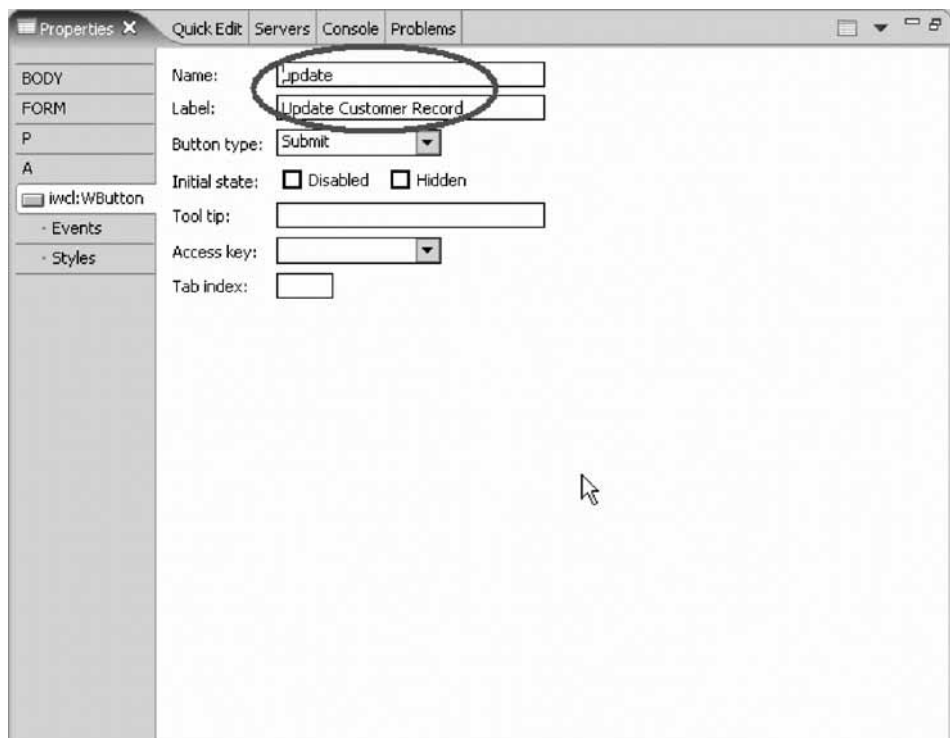 Properties Quick Edit Servers Console Problems
BODY
FORM
P
A
iwcl:WButton
· Events
· Styles
Name: update
Label: Update Customer Record
Button type: Submit
Initial state: Disabled Hidden
Tool tip:
Access key:
Tab index: